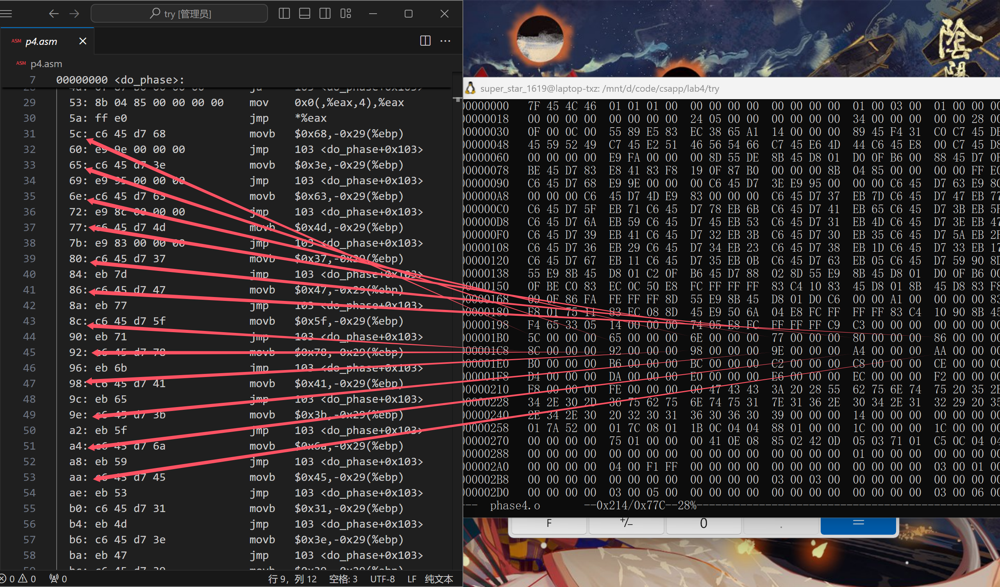 try [管理员]
ASM p4.asm
ASM p4.asm
7 00000000 <do_phase>:
29 53: 8b 04 85 00 00 00 00 mov 0x0(,%eax,4),%eax
30 5a: ff e0 jmp *%eax
31 5c: c6 45 d7 68 movb $0x68,-0x29(%ebp)
32 60: e9 9e 00 00 00 jmp 103 <do_phase+0x103>
33 65: c6 45 d7 3e movb $0x3e,-0x29(%ebp)
34 69: e9 95 00 00 00 jmp 103 <do_phase+0x103>
35 6e: c6 45 d7 63 movb $0x63,-0x29(%ebp)
36 72: e9 8c 00 00 00 jmp 103 <do_phase+0x103>
37 77: c6 45 d7 4d movb $0x4d,-0x29(%ebp)
38 7b: e9 83 00 00 00 jmp 103 <do_phase+0x103>
39 80: c6 45 d7 37 movb $0x37,-0x29(%ebp)
40 84: eb 7d jmp 103 <do_phase+0x103>
41 86: c6 45 d7 47 movb $0x47,-0x29(%ebp)
42 8a: eb 77 jmp 103 <do_phase+0x103>
43 8c: c6 45 d7 5f movb $0x5f,-0x29(%ebp)
44 90: eb 71 jmp 103 <do_phase+0x103>
45 92: c6 45 d7 78 movb $0x78,-0x29(%ebp)
46 96: eb 6b jmp 103 <do_phase+0x103>
47 98: c6 45 d7 41 movb $0x41,-0x29(%ebp)
48 9c: eb 65 jmp 103 <do_phase+0x103>
49 9e: c6 45 d7 3b movb $0x3b,-0x29(%ebp)
50 a2: eb 5f jmp 103 <do_phase+0x103>
51 a4: c6 45 d7 6a movb $0x6a,-0x29(%ebp)
52 a8: eb 59 jmp 103 <do_phase+0x103>
53 aa: c6 45 d7 45 movb $0x45,-0x29(%ebp)
54 ae: eb 53 jmp 103 <do_phase+0x103>
55 b0: c6 45 d7 31 movb $0x31,-0x29(%ebp)
56 b4: eb 4d jmp 103 <do_phase+0x103>
57 b6: c6 45 d7 3e movb $0x3e,-0x29(%ebp)
58 ba: eb 47 jmp 103 <do_phase+0x103>
0 0 0 行 9，列 12 空格: 3 UTF-8 LF 纯文本
陰
陽
super_star_1619@laptop-txz: /mnt/d/code/csapp/lab4/try
00000000 7F 45 4C 46 01 01 01 00 00 00 00 00 00 00 00 00 01 00 03 00 01 00 00 00
00000018 00 00 00 00 00 00 00 00 24 05 00 00 00 00 00 00 34 00 00 00 00 00 28 00
00000030 0F 00 0C 00 55 89 E5 83 EC 38 65 A1 14 00 00 00 89 45 F4 31 C0 C7 45 DE
00000048 45 59 52 49 C7 45 E2 51 46 56 54 66 C7 45 E6 4D 44 C6 45 E8 00 C7 45 D8
00000060 00 00 00 00 E9 FA 00 00 00 8D 55 DE 8B 45 D8 01 D0 0F B6 00 88 45 D7 0F
00000078 BE 45 D7 83 E8 41 83 F8 19 0F 87 B0 00 00 00 8B 04 85 00 00 00 00 FF E0
00000090 C6 45 D7 68 E9 9E 00 00 00 C6 45 D7 3E E9 95 00 00 00 C6 45 D7 63 E9 8C
000000A8 00 00 00 C6 45 D7 4D E9 83 00 00 00 C6 45 D7 37 EB 7D C6 45 D7 47 EB 77
000000C0 C6 45 D7 5F EB 71 C6 45 D7 78 EB 6B C6 45 D7 41 EB 65 C6 45 D7 3B EB 5F
000000D8 C6 45 D7 6A EB 59 C6 45 D7 45 EB 53 C6 45 D7 31 EB 4D C6 45 D7 3E EB 47
000000F0 C6 45 D7 39 EB 41 C6 45 D7 32 EB 3B C6 45 D7 30 EB 35 C6 45 D7 5A EB 2F
00000108 C6 45 D7 36 EB 29 C6 45 D7 34 EB 23 C6 45 D7 38 EB 1D C6 45 D7 33 EB 17
00000120 C6 45 D7 67 EB 11 C6 45 D7 35 EB 0B C6 45 D7 63 EB 05 C6 45 D7 59 90 8D
00000138 55 E9 8B 45 D8 01 C2 0F B6 45 D7 88 02 8D 55 E9 8B 45 D8 01 D0 0F B6 00
00000150 0F BE C0 83 EC 0C 50 E8 FC FF FF FF 83 C4 10 83 45 D8 01 8B 45 D8 83 F8
00000168 09 0F 86 FA FE FF FF 8D 55 E9 8B 45 D8 01 D0 C6 00 00 A1 00 00 00 00 83
00000180 F8 01 75 11 83 EC 08 8D 45 E9 50 6A 04 E8 FC FF FF FF 83 C4 10 90 8B 45
00000198 F4 65 33 05 14 00 00 00 74 05 E8 FC FF FF FF C9 C3 00 00 00 00 00 00 00
000001B0 5C 00 00 00 65 00 00 00 6E 00 00 00 77 00 00 00 80 00 00 00 86 00 00 00
000001C8 8C 00 00 00 92 00 00 00 98 00 00 00 9E 00 00 00 A4 00 00 00 AA 00 00 00
000001E0 B0 00 00 00 B6 00 00 00 BC 00 00 00 C2 00 00 00 C8 00 00 00 CE 00 00 00
000001F8 D4 00 00 00 DA 00 00 00 E0 00 00 00 E6 00 00 00 EC 00 00 00 F2 00 00 00
00000210 F8 00 00 00 FE 00 00 00 00 47 43 43 3A 20 28 55 62 75 6E 74 75 20 35 2E
00000228 34 2E 30 2D 36 75 62 75 6E 74 75 31 7E 31 36 2E 30 34 2E 31 32 29 20 35
00000240 2E 34 2E 30 20 32 30 31 36 30 36 30 39 00 00 00 14 00 00 00 00 00 00 00
00000258 01 7A 52 00 01 7C 08 01 1B 0C 04 04 88 01 00 00 1C 00 00 00 1C 00 00 00
00000270 00 00 00 00 75 01 00 00 00 41 0E 08 85 02 42 0D 05 03 71 01 C5 0C 04 04
00000288 00 00 00 00 00 00 00 00 00 00 00 00 00 00 00 00 01 00 00 00 00 00 00 00
000002A0 00 00 00 00 04 00 F1 FF 00 00 00 00 00 00 00 00 00 00 00 00 03 00 01 00
000002B8 00 00 00 00 00 00 00 00 00 00 00 00 03 00 03 00 00 00 00 00 00 00 00 00
000002D0 00 00 00 00 03 00 05 00 00 00 00 00 00 00 00 00 00 00 00 00 03 00 06 00
--- phase4.o --0x214/0x77C--28%--------------------
F +/− 0 . =